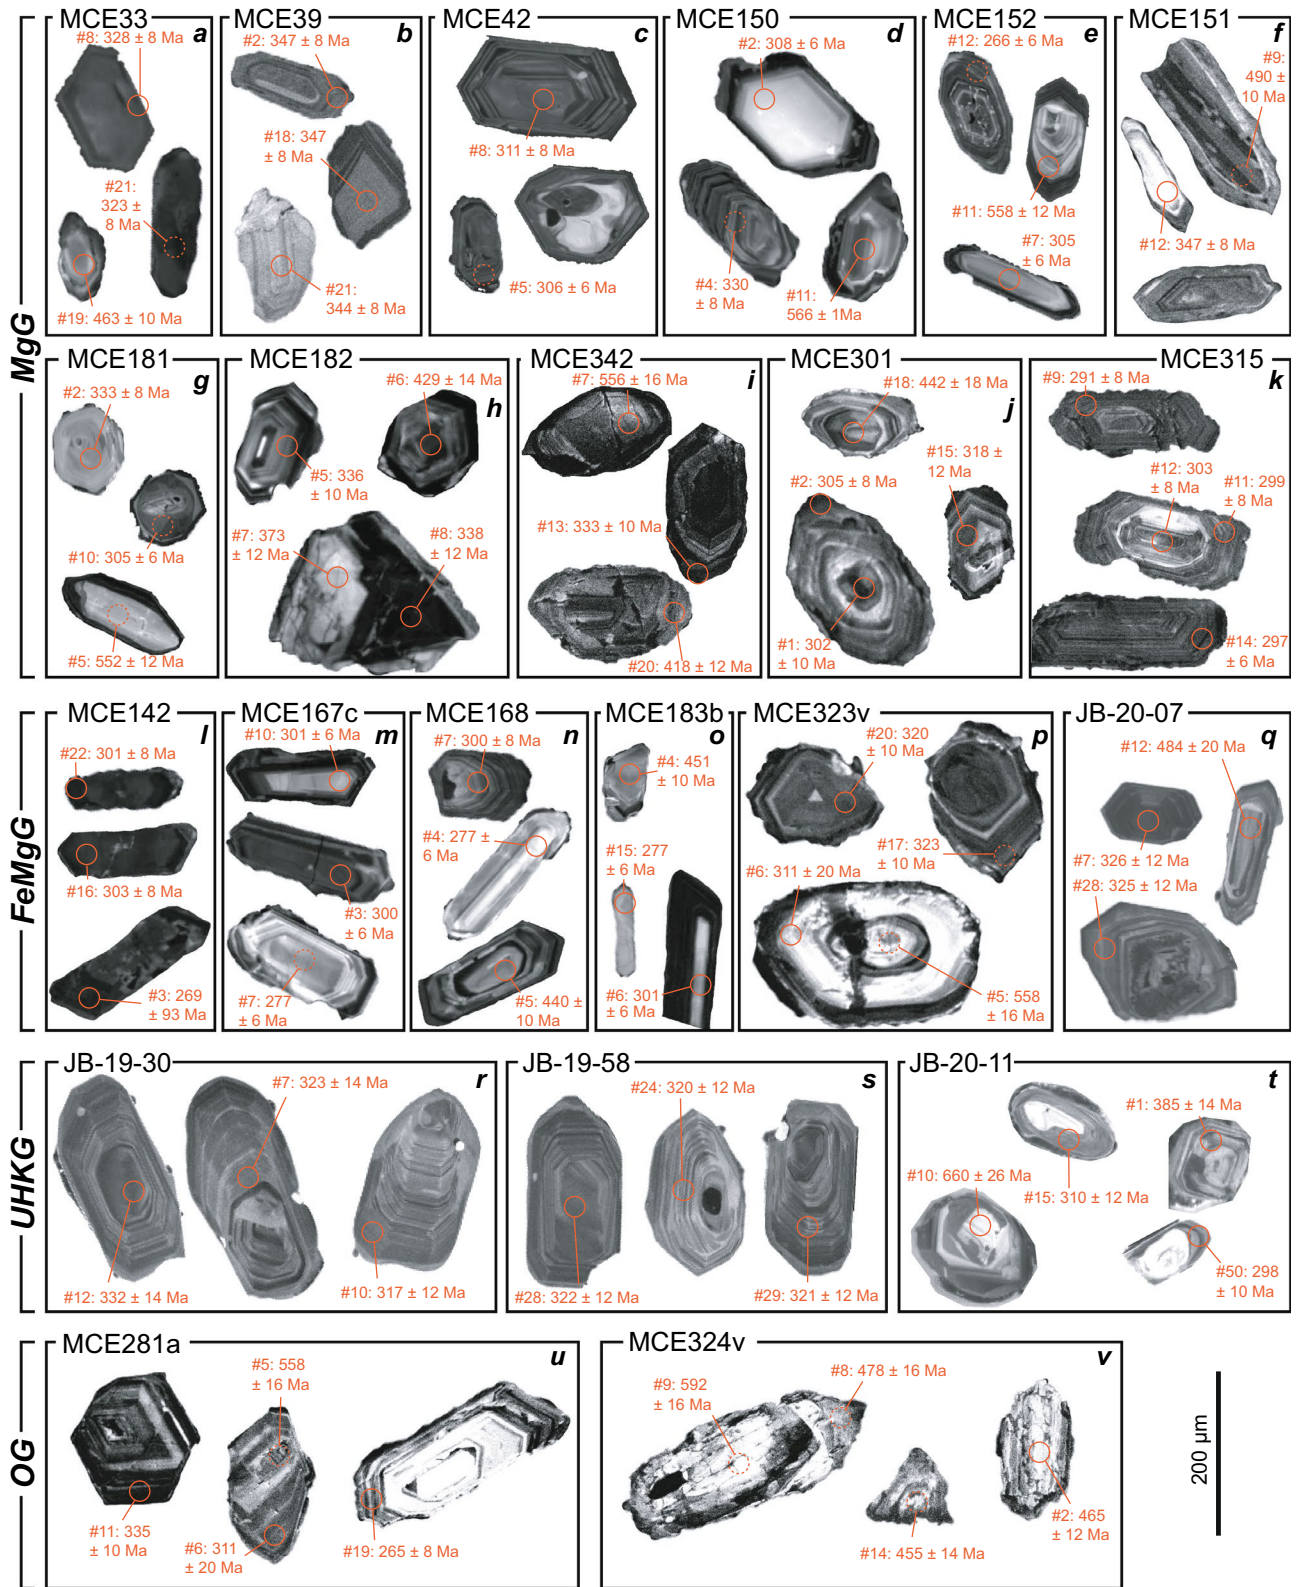 MgG
MCE33
a
#8: 328 ± 8 Ma
#21:
323 ±
8 Ma
#19: 463 ± 10 Ma
MCE39
b
#2: 347 ± 8 Ma
#18: 347
± 8 Ma
#21:
344 ± 8 Ma
MCE42
c
#8: 311 ± 8 Ma
#5: 306 ± 6 Ma
MCE150
d
#2: 308 ± 6 Ma
#4: 330
± 8 Ma
#11:
566 ± 1Ma
MCE152
e
#12: 266 ± 6 Ma
#11: 558 ± 12 Ma
#7: 305
± 6 Ma
MCE151
f
#9:
490 ±
10 Ma
#12: 347 ± 8 Ma
MCE181
g
#2: 333 ± 8 Ma
#10: 305 ± 6 Ma
#5: 552 ± 12 Ma
MCE182
h
#6: 429 ± 14 Ma
#5: 336
± 10 Ma
#7: 373
± 12 Ma
#8: 338
± 12 Ma
MCE342
i
#7: 556 ± 16 Ma
#13: 333 ± 10 Ma
#20: 418 ± 12 Ma
MCE301
j
#18: 442 ± 18 Ma
#15: 318 ±
12 Ma
#2: 305 ± 8 Ma
#1: 302
± 10 Ma
MCE315
k
#9: 291 ± 8 Ma
#12: 303
± 8 Ma
#11: 299
± 8 Ma
#14: 297
± 6 Ma
FeMgG
MCE142
l
#22: 301 ± 8 Ma
#16: 303 ± 8 Ma
#3: 269
± 93 Ma
MCE167c
m
#10: 301 ± 6 Ma
#3: 300
± 6 Ma
#7: 277
± 6 Ma
MCE168
n
#7: 300 ± 8 Ma
#4: 277 ±
6 Ma
#5: 440 ±
10 Ma
MCE183b
o
#4: 451
± 10 Ma
#15: 277
± 6 Ma
#6: 301
± 6 Ma
MCE323v
p
#20: 320
± 10 Ma
#17: 323
± 10 Ma
#6: 311 ± 20 Ma
#5: 558
± 16 Ma
JB-20-07
q
#12: 484 ± 20 Ma
#7: 326 ± 12 Ma
#28: 325 ± 12 Ma
UHKG
JB-19-30
r
#7: 323 ± 14 Ma
#12: 332 ± 14 Ma
#10: 317 ± 12 Ma
JB-19-58
s
#24: 320 ± 12 Ma
#28: 322 ± 12 Ma
#29: 321 ± 12 Ma
JB-20-11
t
#1: 385 ± 14 Ma
#10: 660 ± 26 Ma
#15: 310 ± 12 Ma
#50: 298
± 10 Ma
OG
MCE281a
u
#5: 558
± 16 Ma
#11: 335
± 10 Ma
#6: 311
± 20 Ma
#19: 265 ± 8 Ma
MCE324v
v
#8: 478 ± 16 Ma
#9: 592
± 16 Ma
#14: 455 ± 14 Ma
#2: 465
± 12 Ma
200 µm